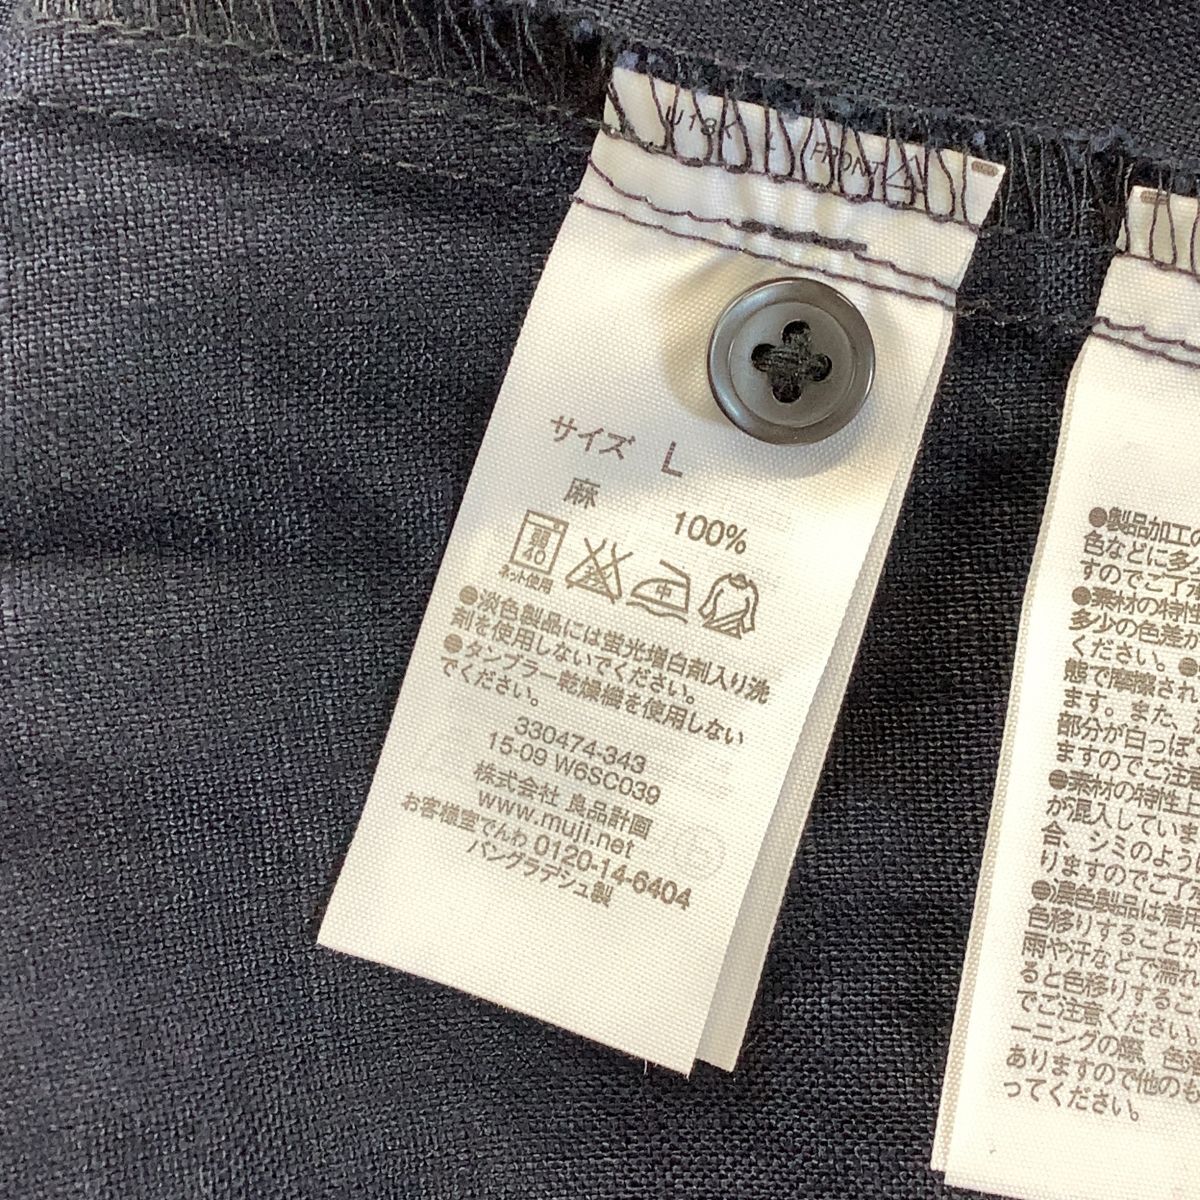 U13K
FRONT
サイズ L
麻 100%
弱
40
中
ネット使用
●淡色製品には蛍光増白剤入り洗
剤を使用しないでください。
●タンブラー乾燥機を使用しない
でください。
330474-343
15-09 W6SC039
株式会社 良品計画
www.muji.net
お客様室でんわ 0120-14-6404
バングラデシュ製
●製品加工の
色などに多少
すのでご了
●素材の特性
多少の色差が
ください。●
態で摩擦され
ます。また、
部分が白っぽ
ますのでご注意
●素材の特性上
が混入していま
合、シミのように
りますのでご了
●濃色製品は着用
色移りすることが
雨や汗などで濡れ
ると色移りするこ
でご注意ください。
ーニングの際、色落
ありますので他のも
ってください。